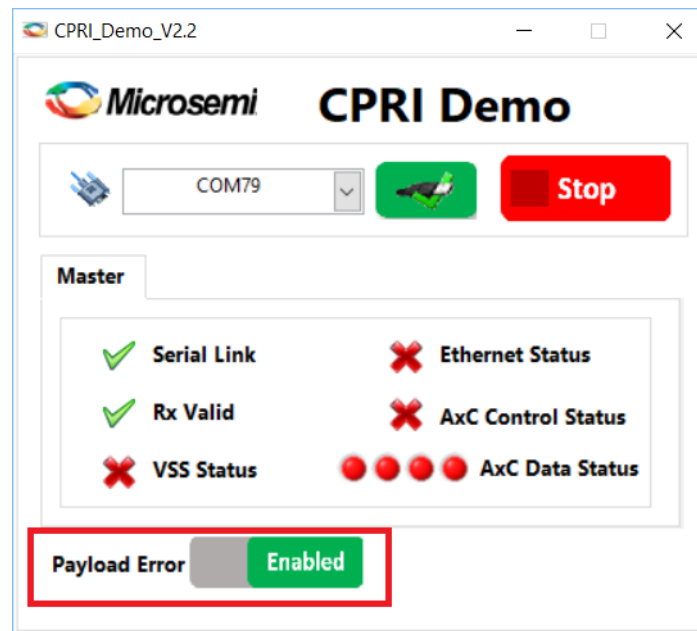 CPRI_Demo_V2.2
Microsemi
CPRI Demo
COM79
Stop
Master
Serial Link
Ethernet Status
Rx Valid
AxC Control Status
VSS Status
AxC Data Status
Payload Error
Enabled